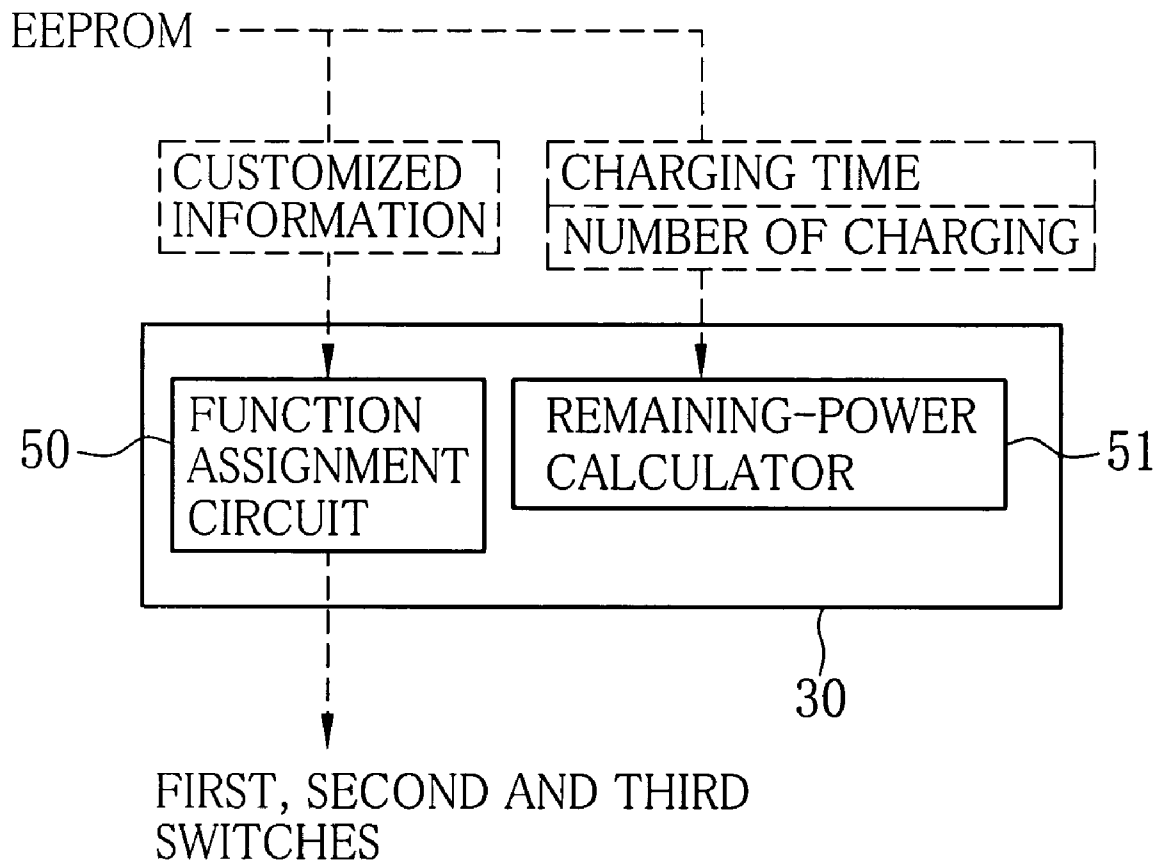 EEPROM
CUSTOMIZED
INFORMATION
CHARGING TIME
NUMBER OF CHARGING
50
FUNCTION
ASSIGNMENT
CIRCUIT
REMAINING-POWER
CALCULATOR
51
30
FIRST, SECOND AND THIRD
SWITCHES